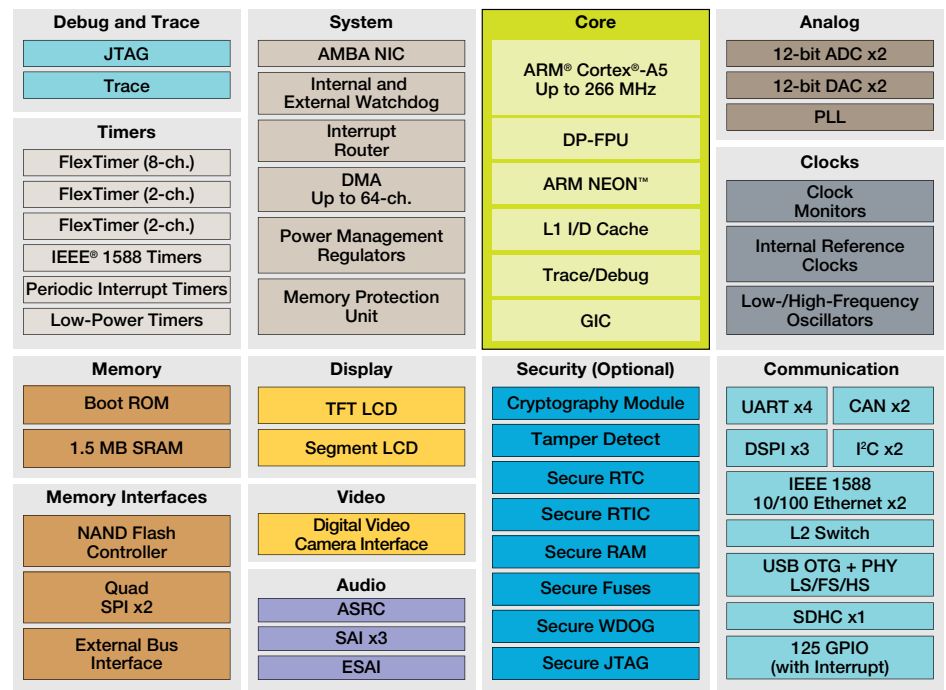 Debug and Trace
JTAG
Trace
Timers
FlexTimer (8-ch.)
FlexTimer (2-ch.)
FlexTimer (2-ch.)
IEEE® 1588 Timers
Periodic Interrupt Timers
Low-Power Timers
System
AMBA NIC
Internal and
External Watchdog
Interrupt
Router
DMA
Up to 64-ch.
Power Management
Regulators
Memory Protection
Unit
Core
ARM® Cortex®-A5
Up to 266 MHz
DP-FPU
ARM NEON™
L1 I/D Cache
Trace/Debug
GIC
Analog
12-bit ADC x2
12-bit DAC x2
PLL
Clocks
Clock
Monitors
Internal Reference
Clocks
Low-/High-Frequency
Oscillators
Memory
Boot ROM
1.5 MB SRAM
Memory Interfaces
NAND Flash
Controller
Quad
SPI x2
External Bus
Interface
Display
TFT LCD
Segment LCD
Video
Digital Video
Camera Interface
Audio
ASRC
SAI x3
ESAI
Security (Optional)
Cryptography Module
Tamper Detect
Secure RTC
Secure RTIC
Secure RAM
Secure Fuses
Secure WDOG
Secure JTAG
Communication
UART x4
CAN x2
DSPI x3
I²C x2
IEEE 1588
10/100 Ethernet x2
L2 Switch
USB OTG + PHY
LS/FS/HS
SDHC x1
125 GPIO
(with Interrupt)